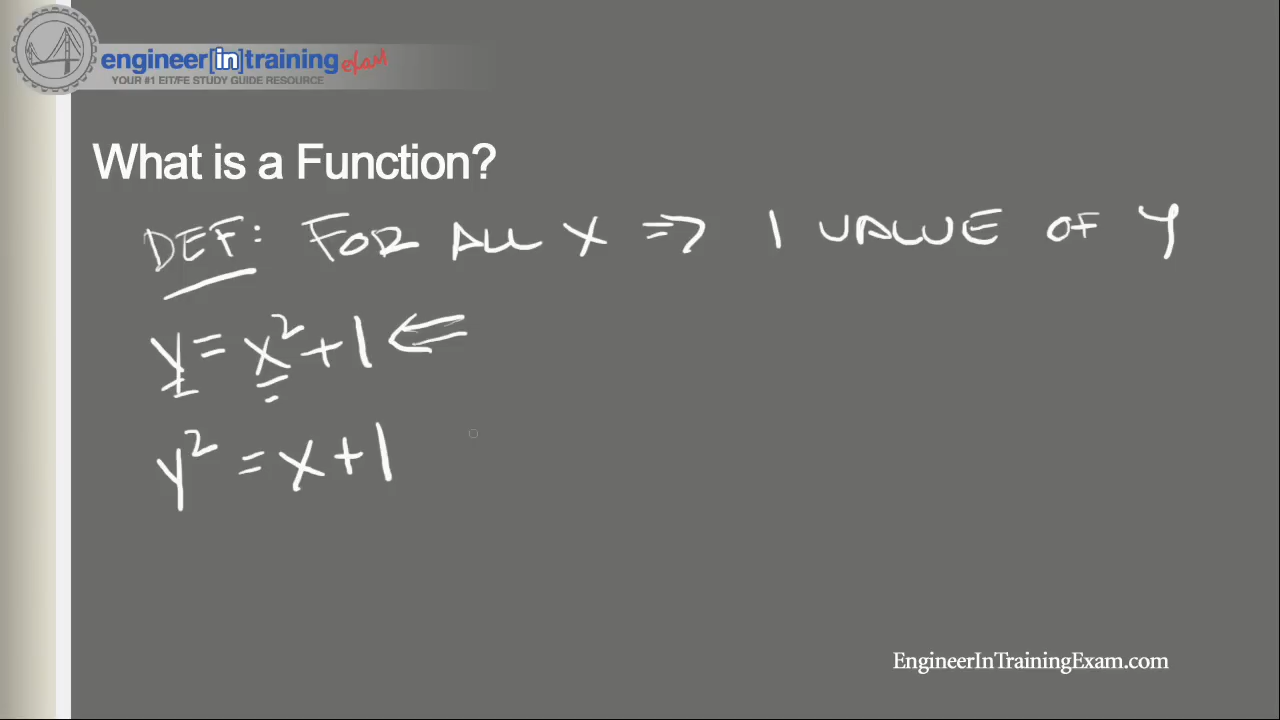 engineer[in]training exam
YOUR #1 EIT/FE STUDY GUIDE RESOURCE
What is a Function?
DEF: FOR ALL X => 1 VALUE OF Y
y = x² + 1 <=
y² = x + 1
EngineerInTrainingExam.com